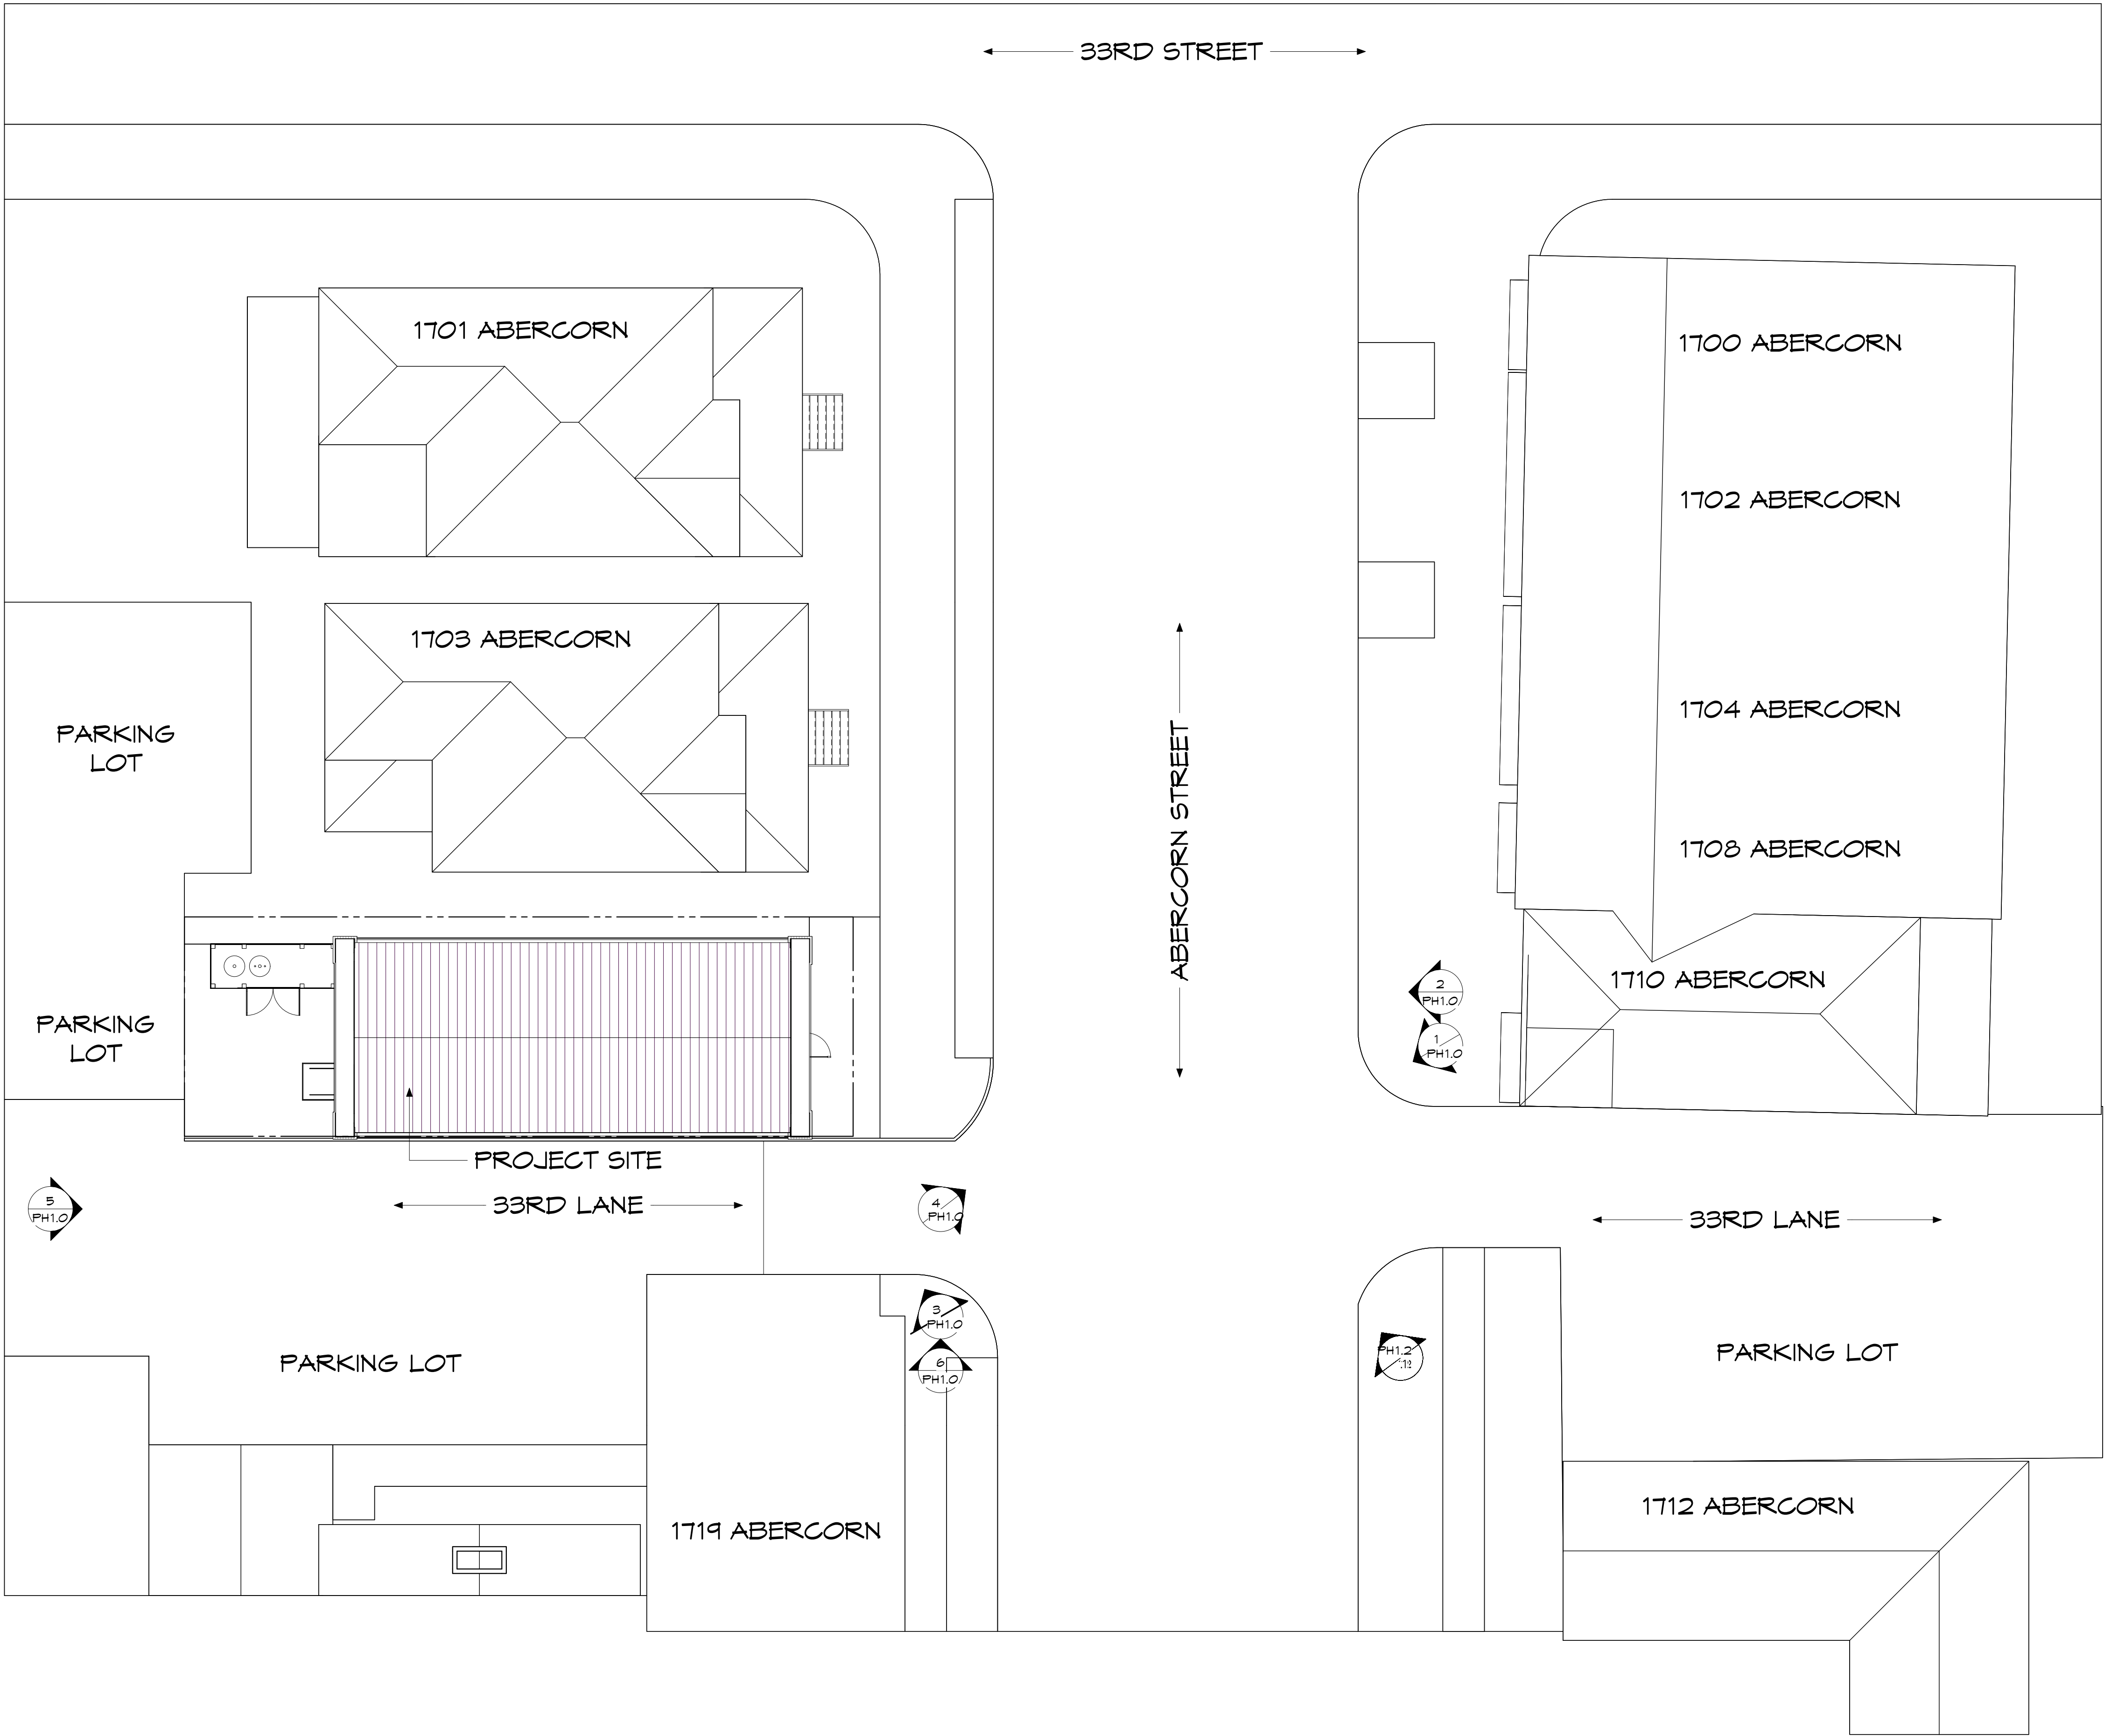 33RD STREET
1701 ABERCORN
1700 ABERCORN
1702 ABERCORN
1703 ABERCORN
1704 ABERCORN
PARKING
LOT
ABERCORN STREET
1708 ABERCORN
1710 ABERCORN
2
PH1.0
PARKING
LOT
1
PH1.0
PROJECT SITE
5
PH1.0
33RD LANE
4
PH1.0
33RD LANE
3
PH1.0
PARKING LOT
6
PH1.0
PH1.2
PARKING LOT
1719 ABERCORN
1712 ABERCORN